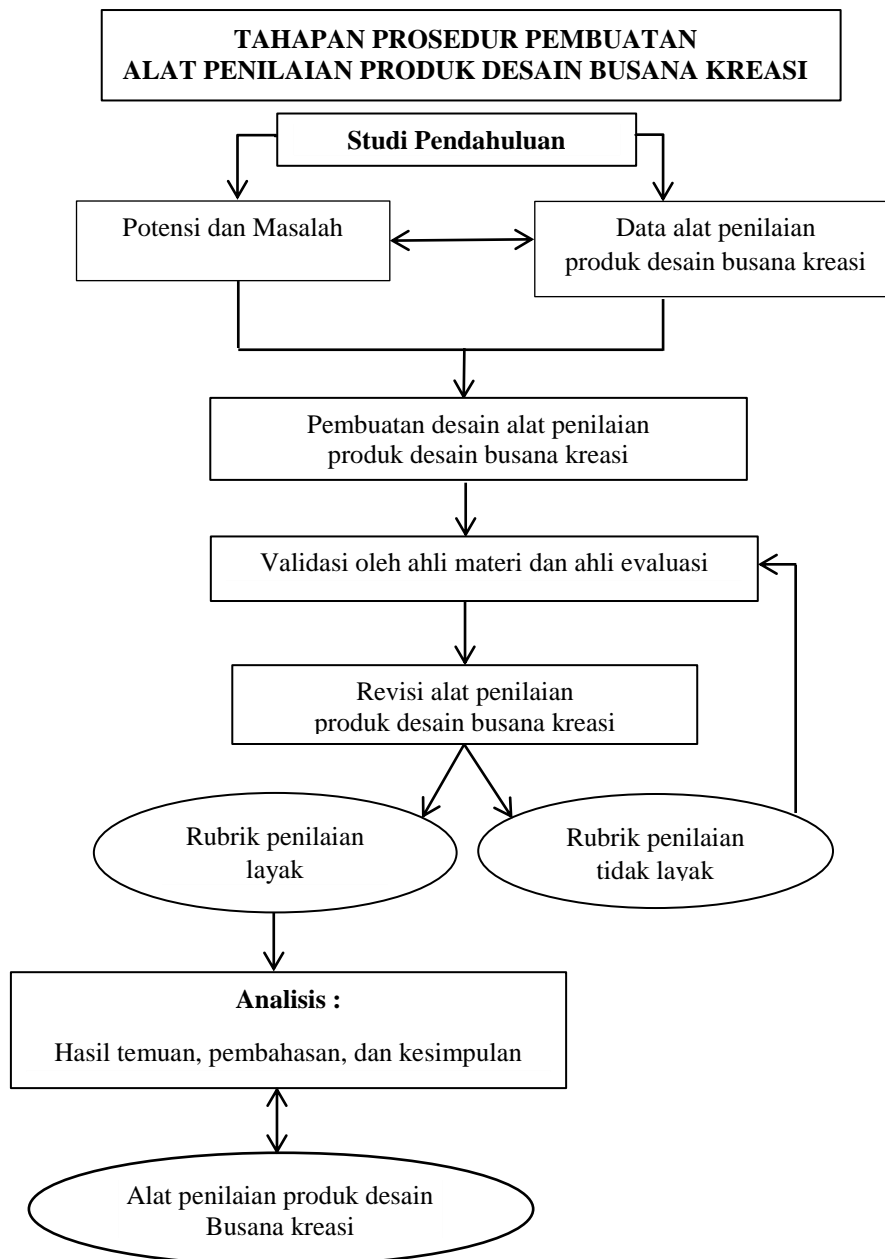 TAHAPAN PROSEDUR PEMBUATAN
ALAT PENILAIAN PRODUK DESAIN BUSANA KREASI
Studi Pendahuluan
Potensi dan Masalah
Data alat penilaian
produk desain busana kreasi
Pembuatan desain alat penilaian
produk desain busana kreasi
Validasi oleh ahli materi dan ahli evaluasi
Revisi alat penilaian
produk desain busana kreasi
Rubrik penilaian
layak
Rubrik penilaian
tidak layak
Analisis :
Hasil temuan, pembahasan, dan kesimpulan
Alat penilaian produk desain
Busana kreasi